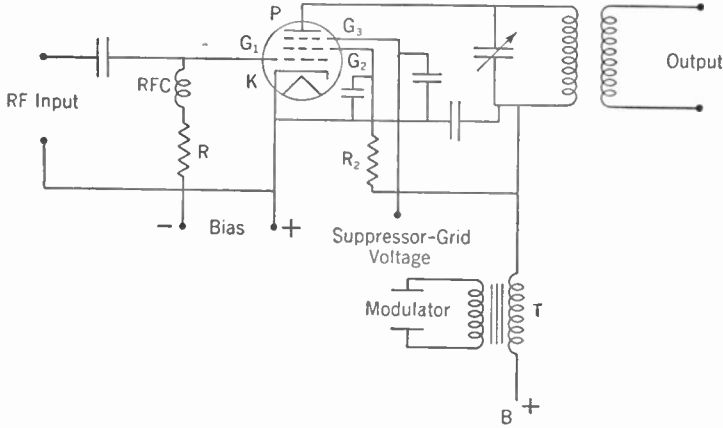 P
G3
G1
G2
K
RFC
RF Input
Output
R
R2
- Bias +
Suppressor-Grid
Voltage
Modulator
T
B +